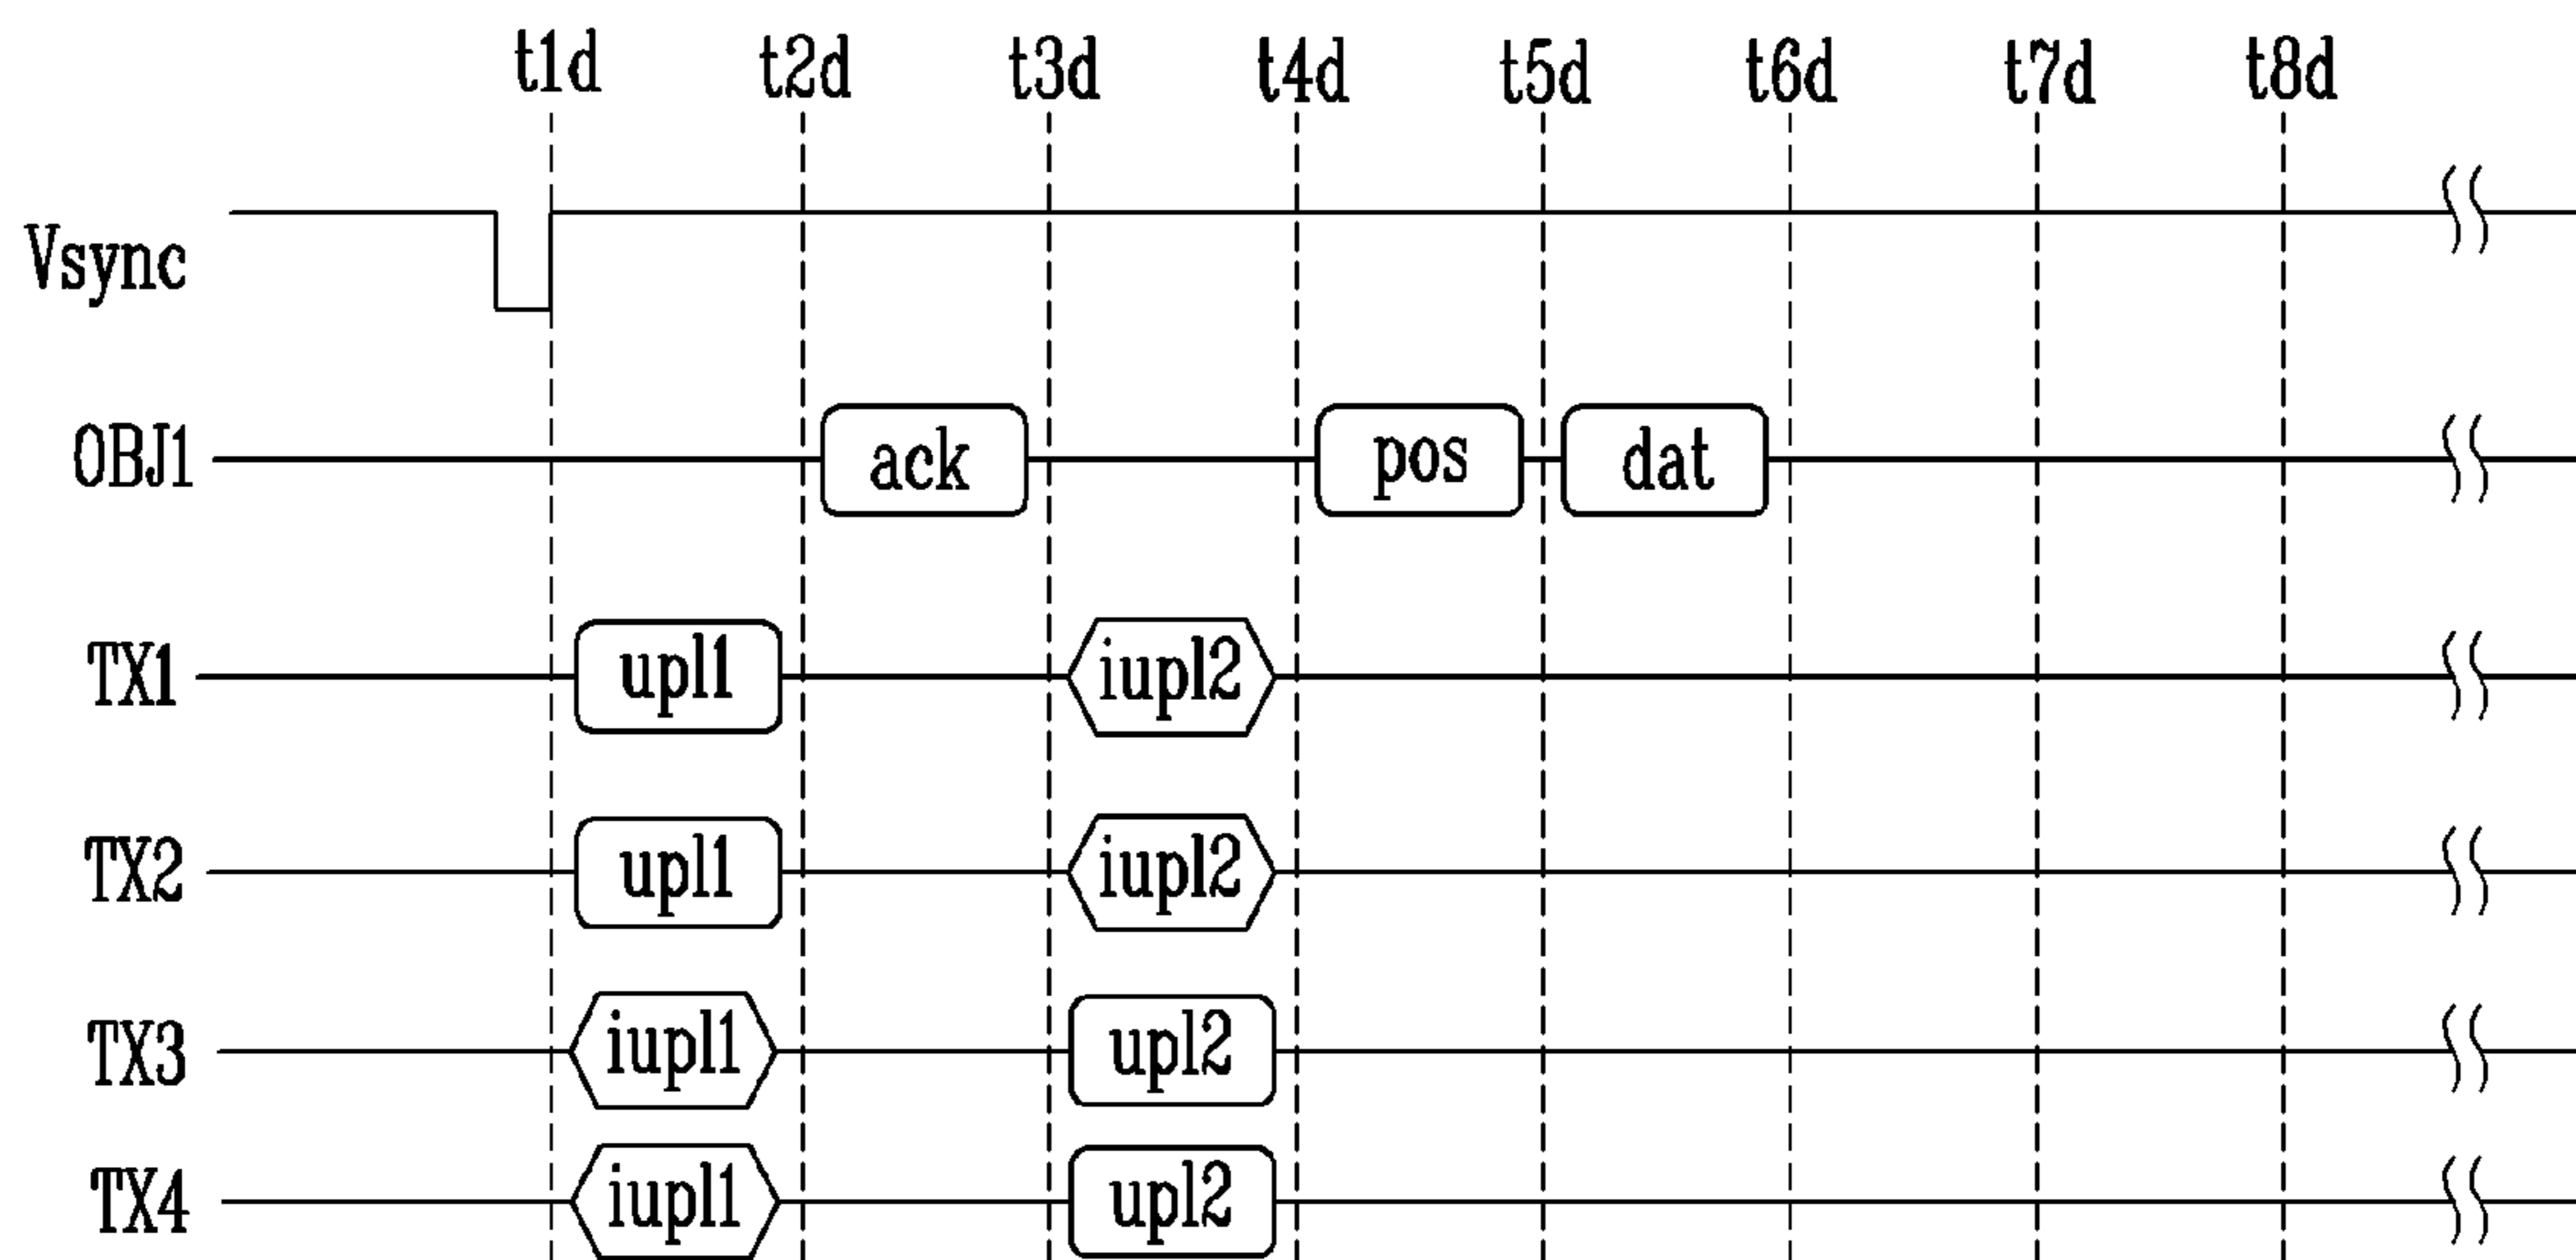 t1d t2d t3d t4d t5d t6d t7d t8d
Vsync
OBJ1 ack pos dat
TX1 upl1 iupl2
TX2 upl1 iupl2
TX3 iupl1 upl2
TX4 iupl1 upl2